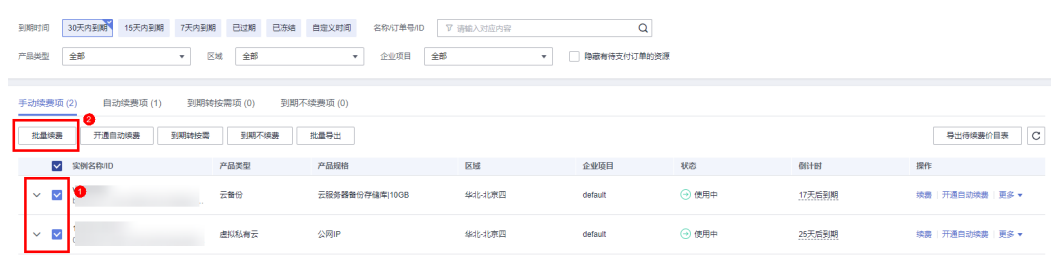 到期时间 30天内到期 15天内到期 7天内到期 已过期 已冻结 自定义时间 名称/订单号/ID 请输入对应内容
产品类型 全部 区域 全部 企业项目 全部 隐藏有待支付订单的资源
手动续费项 (2) 自动续费项 (1) 到期转按需项 (0) 到期不续费项 (0)
2
批量续费 开通自动续费 到期转按需 到期不续费 批量导出 导出待续费价目表
实例名称/ID 产品类型 产品规格 区域 企业项目 状态 倒计时 操作
1
云备份 云服务器备份存储库|10GB 华北-北京四 default 使用中 17天后到期 续费 开通自动续费 更多
虚拟私有云 公网IP 华北-北京四 default 使用中 25天后到期 续费 开通自动续费 更多